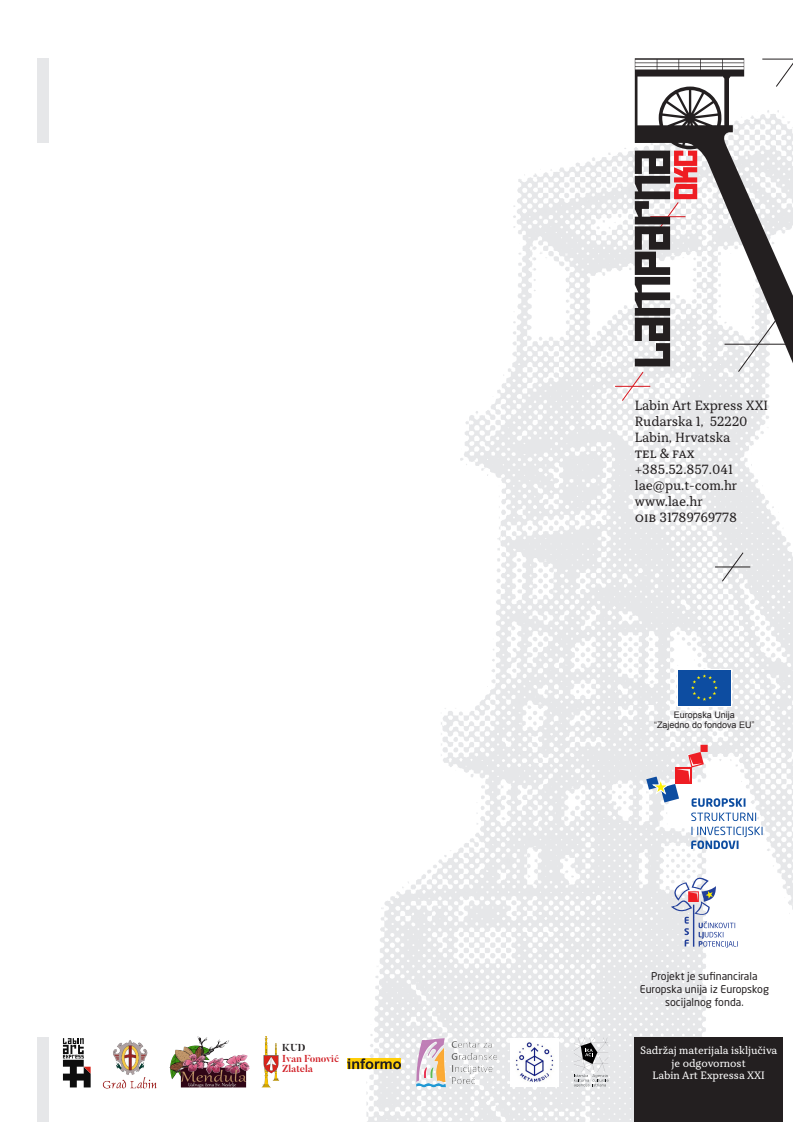 Lamparna
DKC
Labin Art Express XXI
Rudarska 1, 52220
Labin, Hrvatska
TEL & FAX
+385.52.857.041
lae@pu.t-com.hr
www.lae.hr
OIB 31789769778
Europska Unija
"Zajedno do fondova EU"
EUROPSKI
STRUKTURNI
I INVESTICIJSKI
FONDOVI
E
S
F
UČINKOVITI
LJUDSKI
POTENCIJALI
Projekt je sufinancirala
Europska unija iz Europskog
socijalnog fonda.
Labin
art
express
Grad Labin
Mendula
KUD
Ivan Fonović
Zlatela
informo
Centar za
Građanske
Inicijative
Poreč
METAMEDIJ
Sadržaj materijala isključiva
je odgovornost
Labin Art Expressa XXI